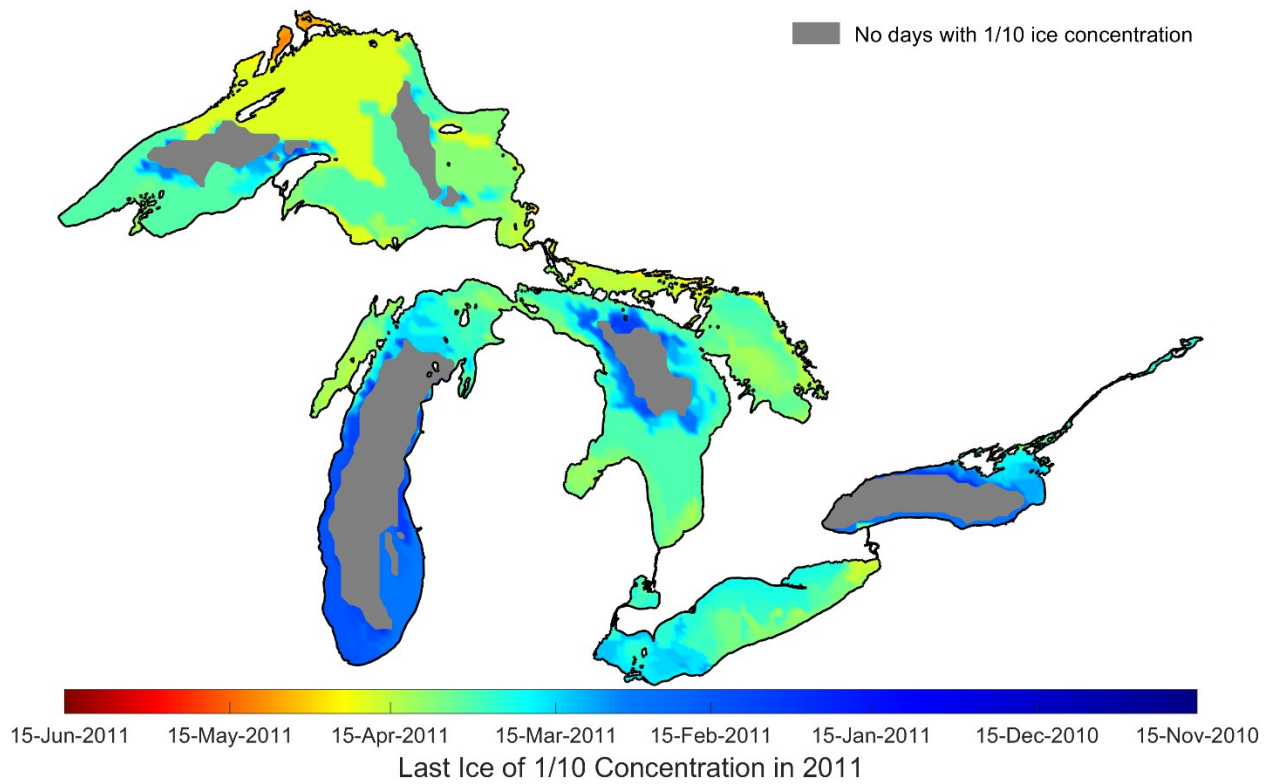 No days with 1/10 ice concentration
15-Jun-2011 15-May-2011 15-Apr-2011 15-Mar-2011 15-Feb-2011 15-Jan-2011 15-Dec-2010 15-Nov-2010
Last Ice of 1/10 Concentration in 2011